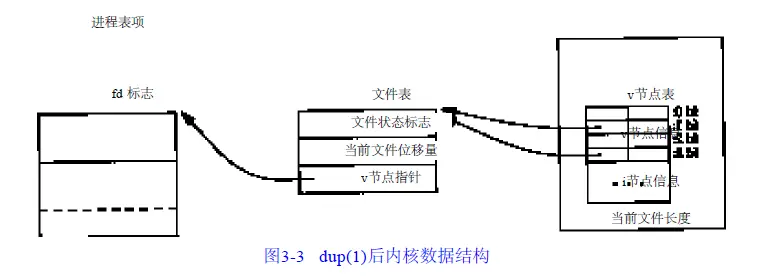 进程表项
fd 标志
文件表
v节点表
文件状态标志
v节点信息
当前文件位移量
v节点指针
i节点信息
当前文件长度
图3-3 dup(1)后内核数据结构